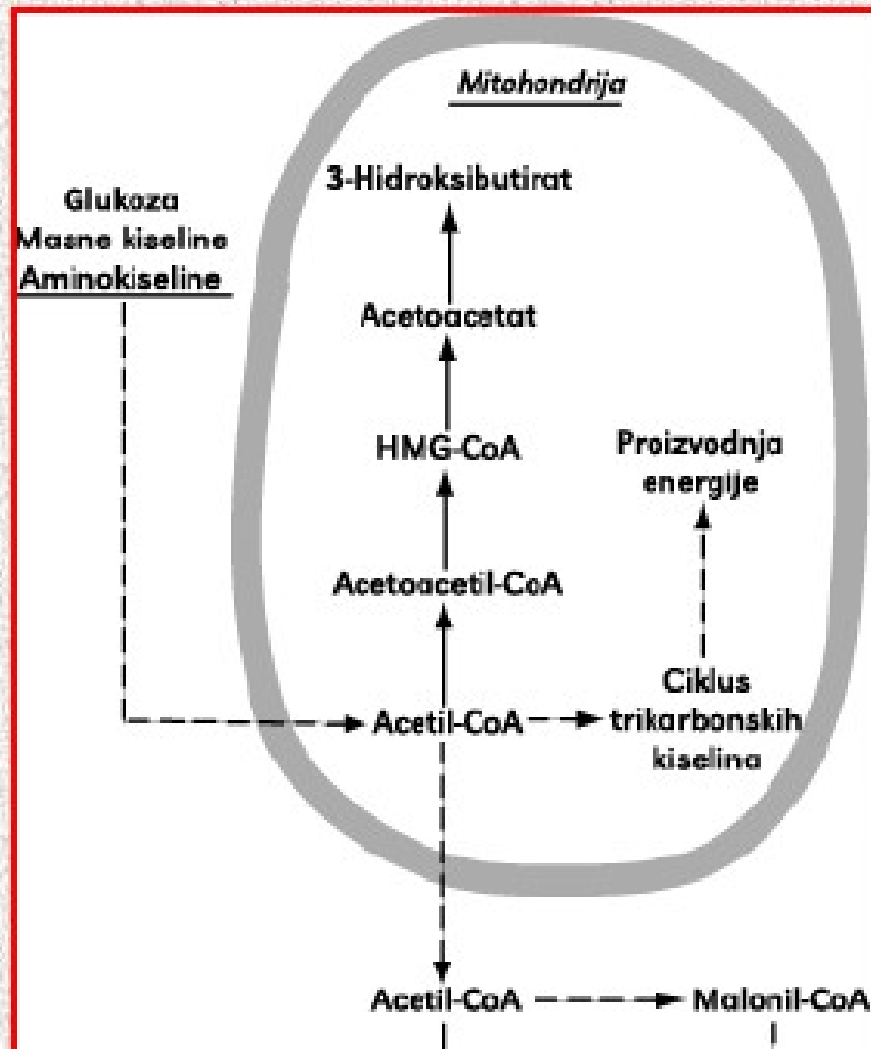 Mitohondrija
3-Hidroksibutirat
Glukoza
Masne kiseline
Aminokiseline
Acetoacetat
HMG-CoA
Proizvodnja
energije
Acetoacetil-CoA
Acetil-CoA
Ciklus
trikarbonskih
kiselina
Acetil-CoA
Malonil-CoA